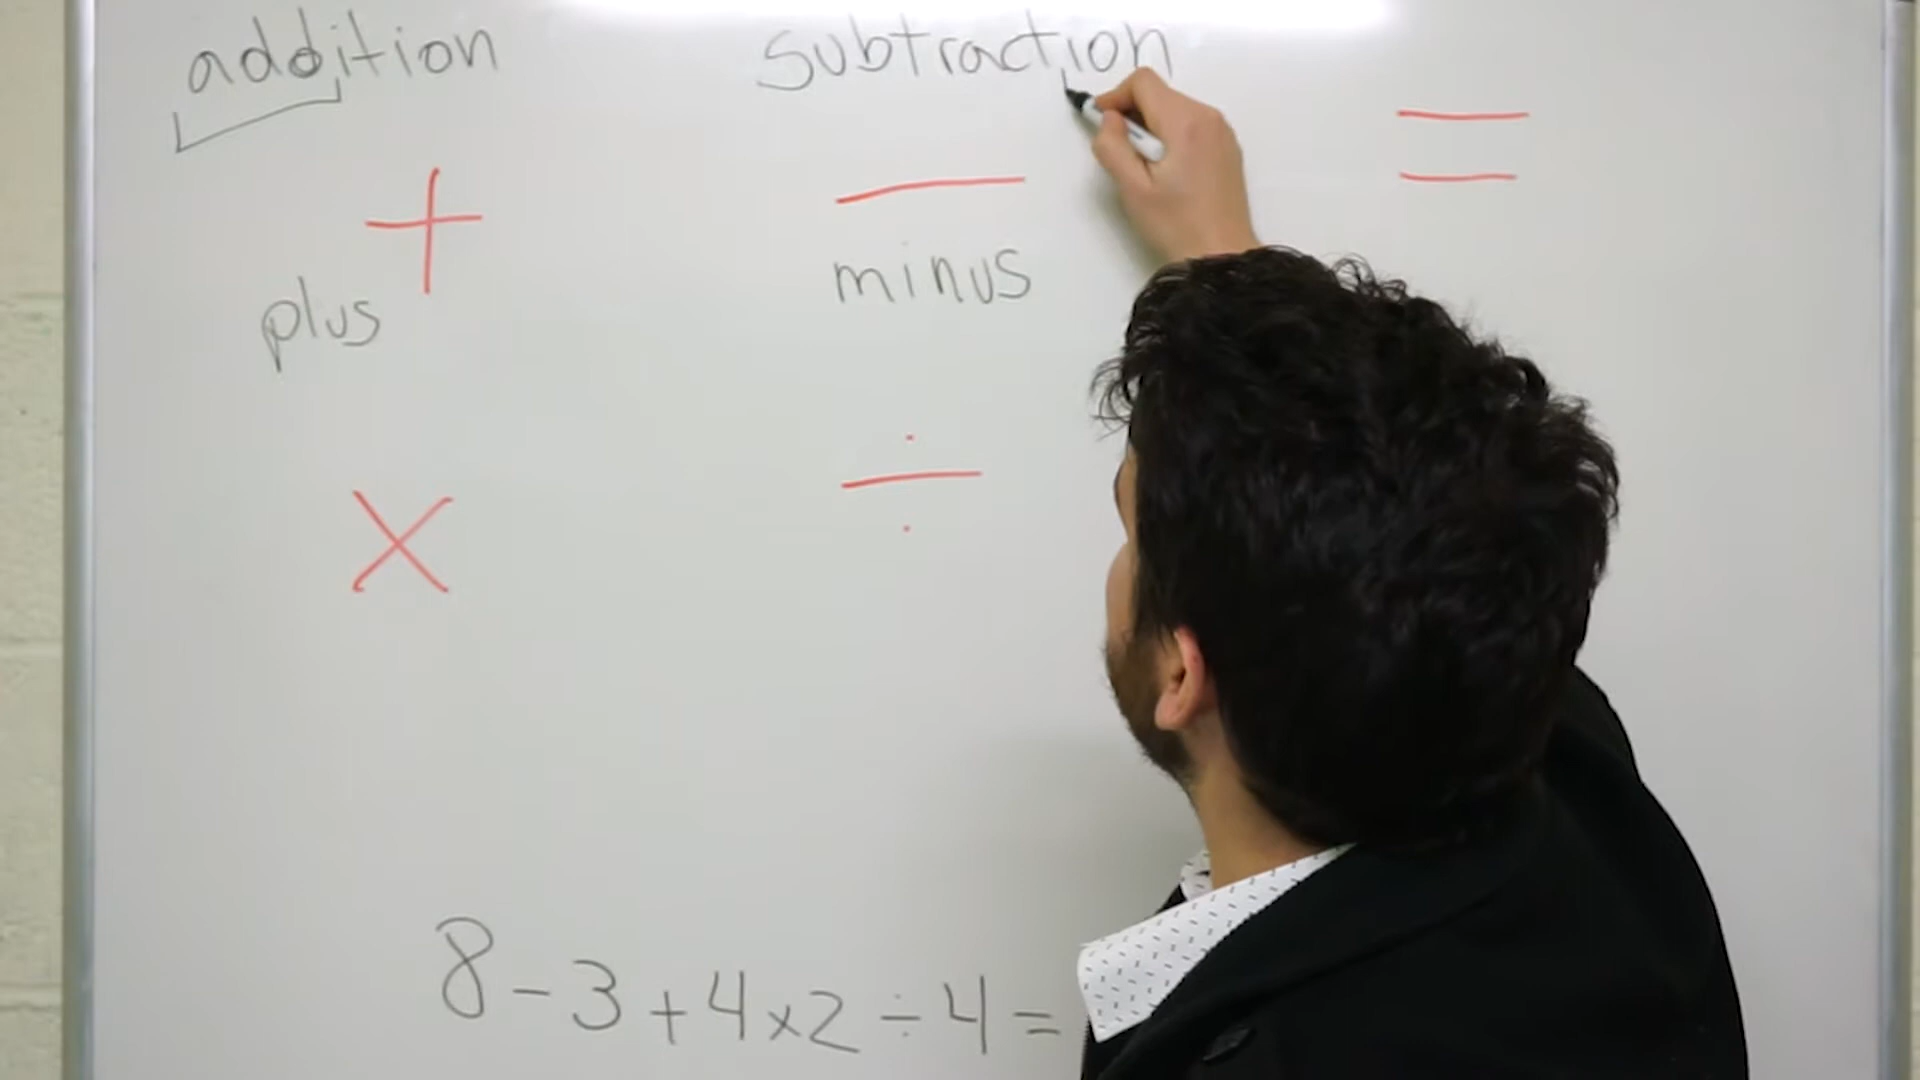 addition subtraction
+ − =
plus minus
× ÷
8 - 3 + 4 x 2 ÷ 4 =